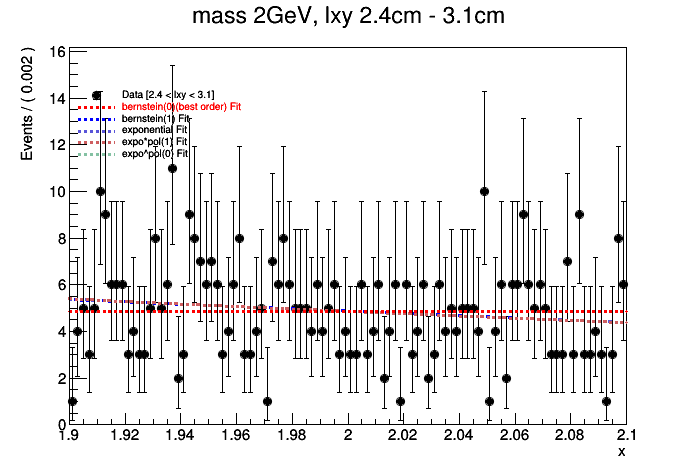 mass 2GeV, lxy 2.4cm - 3.1cm
Events / ( 0.002 )
16
14
12
10
8
6
4
2
0
Data [2.4 < lxy < 3.1]
bernstein(0)(best order) Fit
bernstein(1) Fit
exponential Fit
expo*pol(1) Fit
expo^pol(0) Fit
1.9 1.92 1.94 1.96 1.98 2 2.02 2.04 2.06 2.08 2.1
x